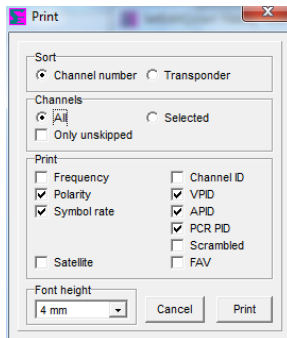 Print
Sort
Channel number Transponder
Channels
All Selected
Only unskipped
Print
Frequency Channel ID
Polarity VPID
Symbol rate APID
PCR PID
Scrambled
Satellite FAV
Font height
4 mm Cancel Print